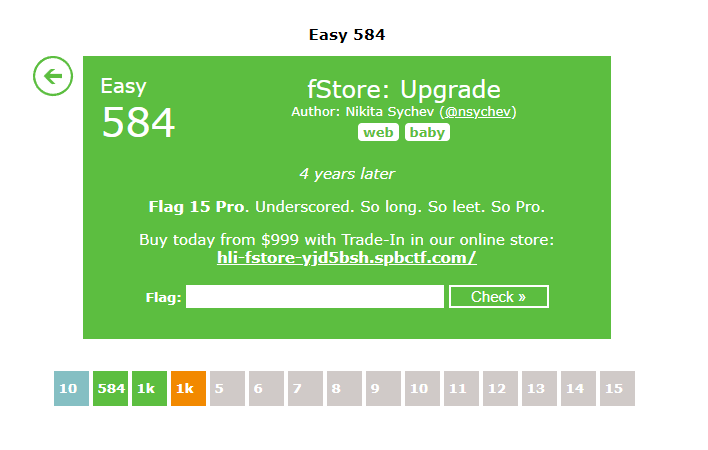 Easy 584
Easy
584
fStore: Upgrade
Author: Nikita Sychev (@nsychev)
web baby
4 years later
Flag 15 Pro. Underscored. So long. So leet. So Pro.
Buy today from $999 with Trade-In in our online store:
hli-fstore-yjd5bsh.spbctf.com/
Flag: Check »
10 584 1k 1k 5 6 7 8 9 10 11 12 13 14 15